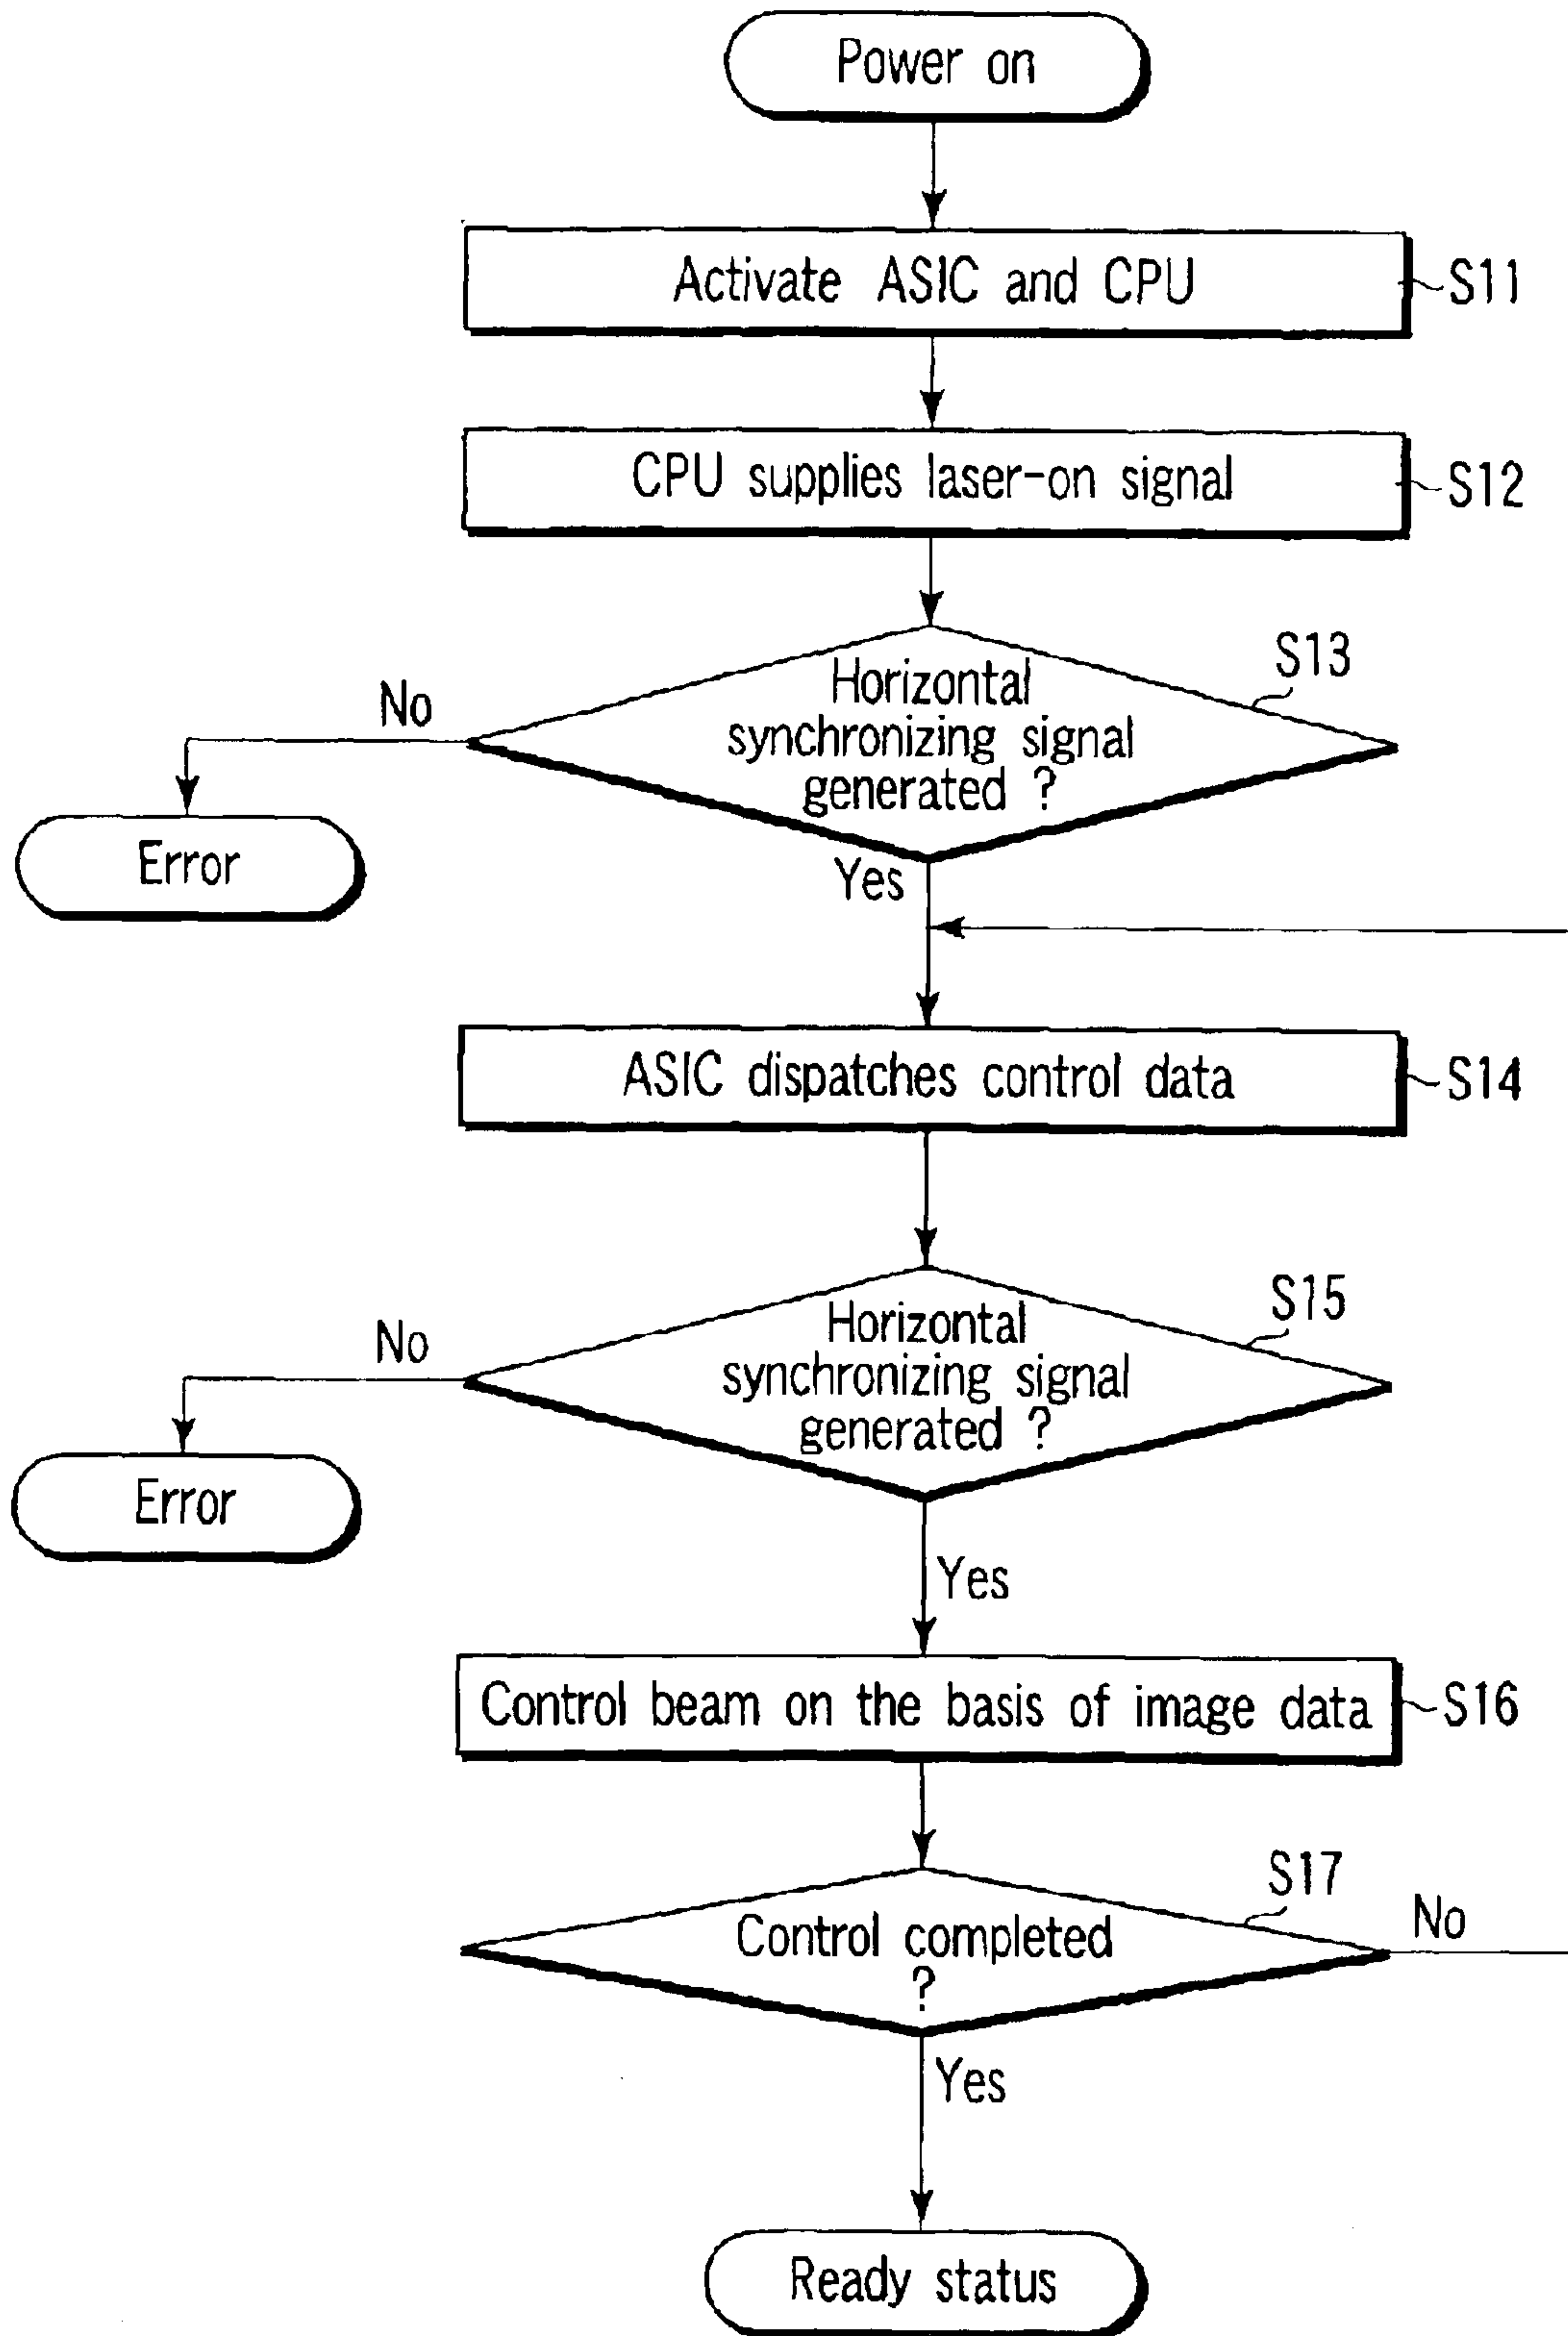 Power on
Activate ASIC and CPU
S11
CPU supplies laser-on signal
S12
S13
Horizontal
synchronizing signal
generated ?
No
Error
Yes
ASIC dispatches control data
S14
S15
Horizontal
synchronizing signal
generated ?
No
Error
Yes
Control beam on the basis of image data
S16
S17
Control completed
?
No
Yes
Ready status